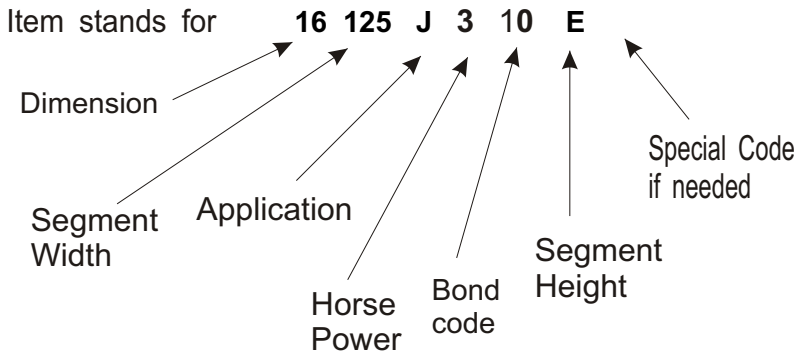 Item stands for 16 125 J 3 10 E
Dimension
Special Code
if needed
Segment
Width
Application
Segment
Height
Horse
Power
Bond
code